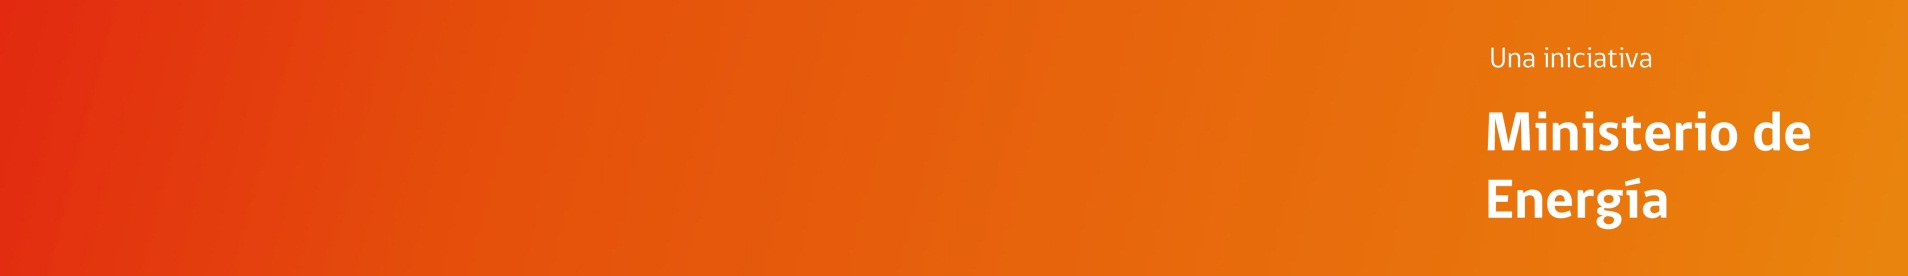 Una iniciativa
Ministerio de
Energía